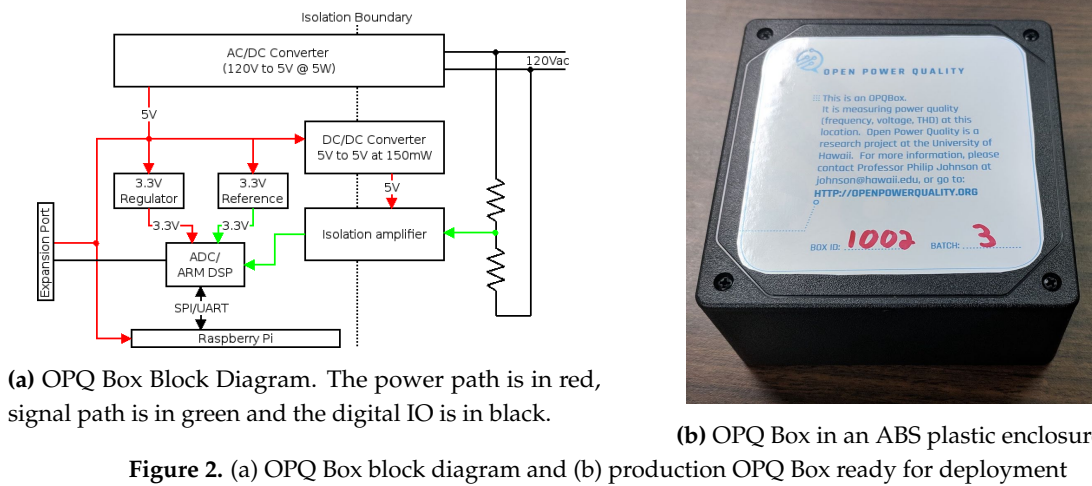 Isolation Boundary
AC/DC Converter
(120V to 5V @ 5W)
120Vac
5V
DC/DC Converter
5V to 5V at 150mW
3.3V
Regulator
3.3V
Reference
5V
3.3V
3.3V
Isolation amplifier
Expansion Port
ADC/
ARM DSP
SPI/UART
Raspberry Pi
(a) OPQ Box Block Diagram. The power path is in red,
signal path is in green and the digital IO is in black.
OPEN POWER QUALITY
This is an OPQBox.
It is measuring power quality
(frequency, voltage, THD) at this
location. Open Power Quality is a
research project at the University of
Hawaii. For more information, please
contact Professor Philip Johnson at
johnson@hawaii.edu, or go to:
HTTP://OPENPOWERQUALITY.ORG
BOX ID: 1002 BATCH: 3
(b) OPQ Box in an ABS plastic enclosur
Figure 2. (a) OPQ Box block diagram and (b) production OPQ Box ready for deployment